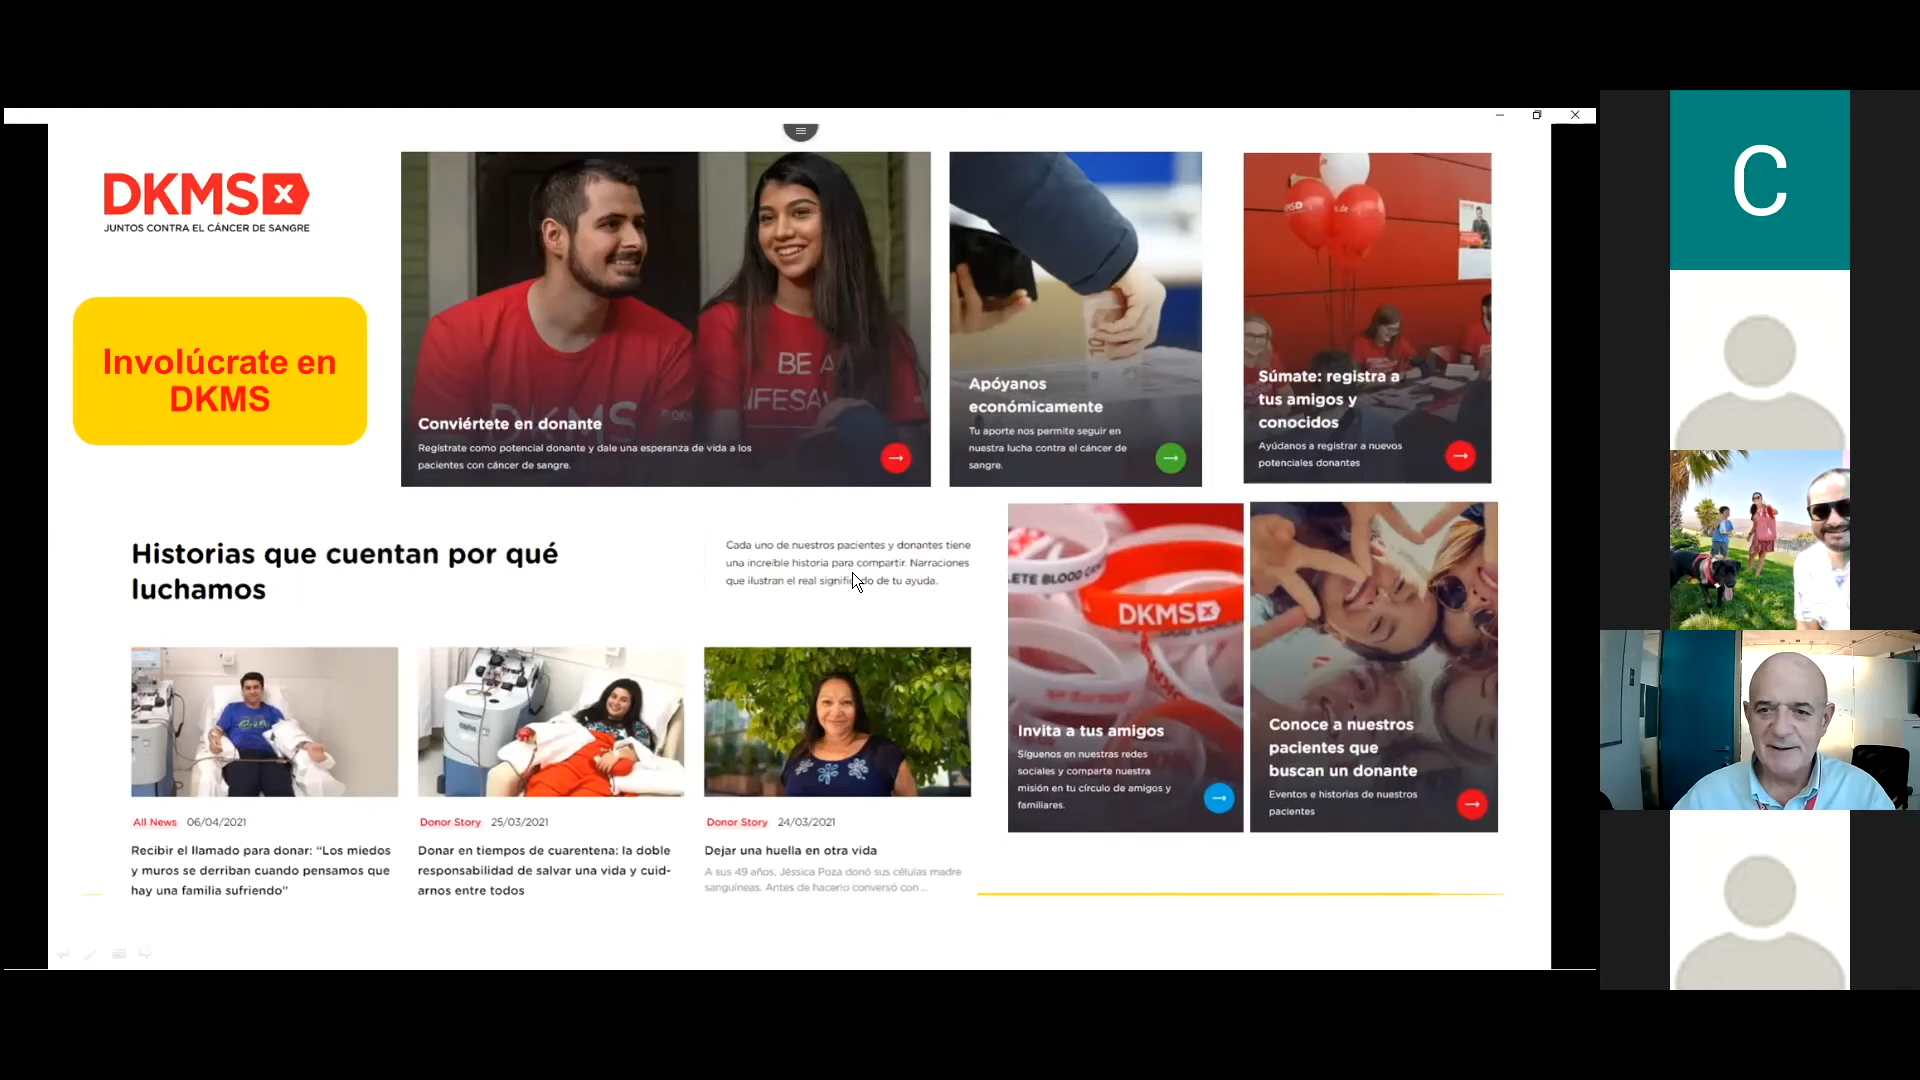 DKMS
JUNTOS CONTRA EL CÁNCER DE SANGRE
Involúcrate en
DKMS
BE A
LIFESA
DKMS
Conviértete en donante
Regístrate como potencial donante y dale una esperanza de vida a los
pacientes con cáncer de sangre.
Apóyanos
económicamente
Tu aporte nos permite seguir en
nuestra lucha contra el cáncer de
sangre.
Súmate: registra a
tus amigos y
conocidos
Ayúdanos a registrar a nuevos
potenciales donantes
Historias que cuentan por qué
luchamos
Cada uno de nuestros pacientes y donantes tiene
una increíble historia para compartir. Narraciones
que ilustran el real significado de tu ayuda.
All News 06/04/2021
Recibir el llamado para donar: “Los miedos
y muros se derriban cuando pensamos que
hay una familia sufriendo”
Donor Story 25/03/2021
Donar en tiempos de cuarentena: la doble
responsabilidad de salvar una vida y cuid-
arnos entre todos
Donor Story 24/03/2021
Dejar una huella en otra vida
A sus 49 años, Jéssica Poza donó sus células madre
sanguíneas. Antes de hacerlo conversó con ...
LETE BLOOD CAN
DKMS
Invita a tus amigos
Síguenos en nuestras redes
sociales y comparte nuestra
misión en tu círculo de amigos y
familiares.
Conoce a nuestros
pacientes que
buscan un donante
Eventos e historias de nuestros
pacientes
C